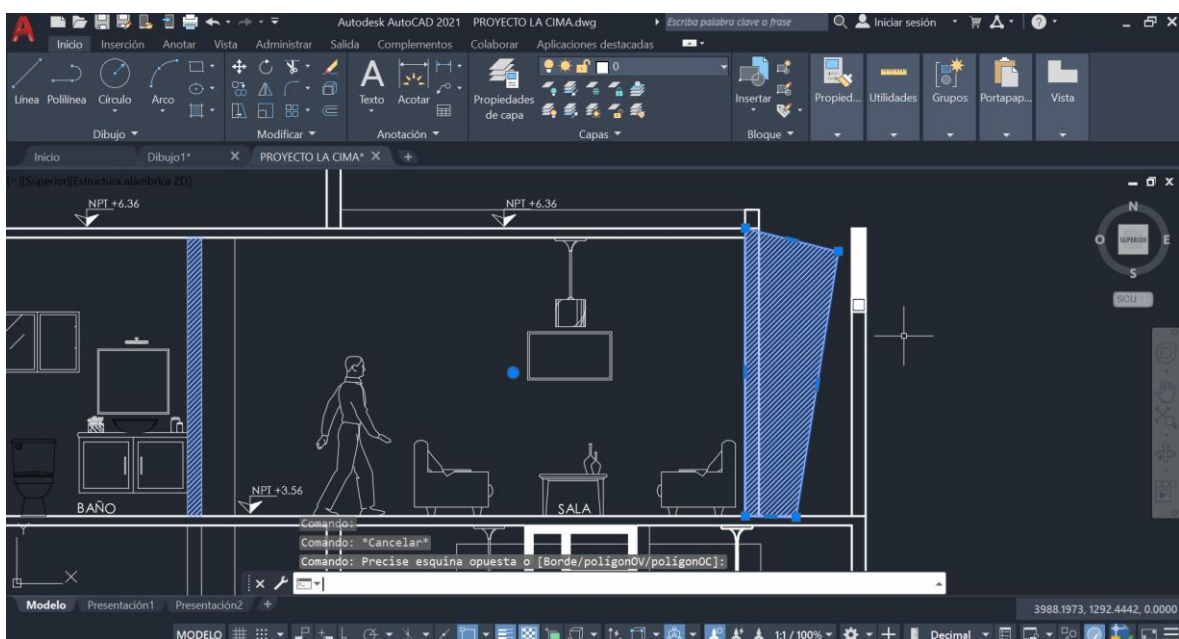 Autodesk AutoCAD 2021 PROYECTO LA CIMA.dwg Escriba palabra clave o frase Iniciar sesión
Inicio Inserción Anotar Vista Administrar Salida Complementos Colaborar Aplicaciones destacadas
0
Línea Polilínea Círculo Arco Texto Acotar Propiedades de capa Insertar Propied... Utilidades Grupos Portapap... Vista
Dibujo Modificar Anotación Capas Bloque
Inicio Dibujo1* PROYECTO LA CIMA*
[-][Superior][Estructura alámbrica 2D]
NPT +6.36 NPT +6.36
N
O SUPERIOR E
S
SCU
NPT +3.56
BAÑO SALA
Y
X
Comando:
Comando: *Cancelar*
Comando: Precise esquina opuesta o [Borde/polígonOV/polígonOC]:
Modelo Presentación1 Presentación2 3988.1973, 1292.4442, 0.0000
MODELO 1:1 / 100% Decimal